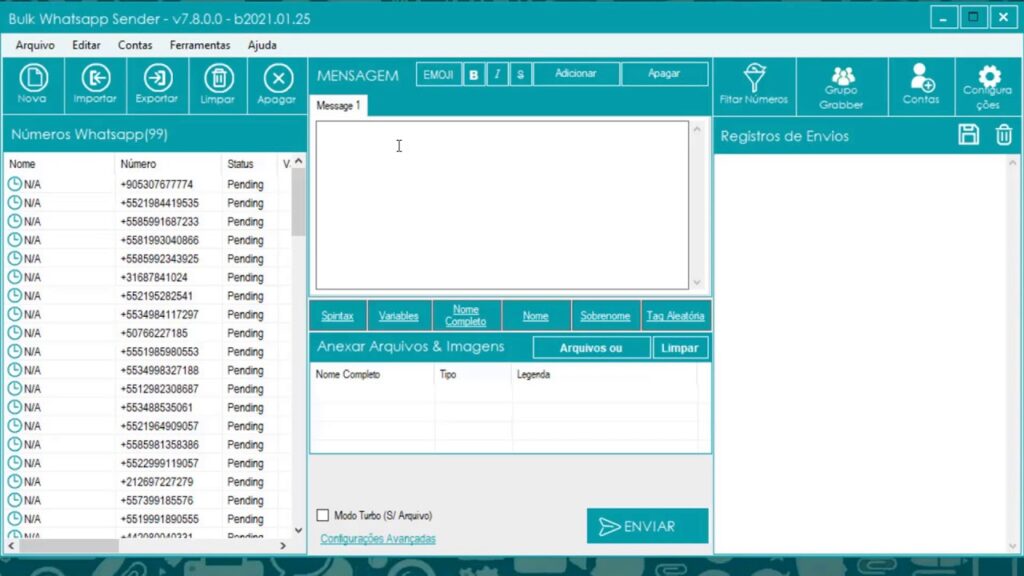 Bulk Whatsapp Sender - v7.8.0.0 - b2021.01.25
Arquivo Editar Contas Ferramentas Ajuda
Nova Importar Exportar Limpar Apagar
MENSAGEM EMOJI B I S Adicionar Apagar
Filtar Números Grupo Grabber Contas Configura ções
Message 1
Números Whatsapp(99)
Registros de Envios
Nome Número Status V.
N/A +905307677774 Pending
N/A +5521984419535 Pending
N/A +5585991687233 Pending
N/A +5581993040866 Pending
N/A +5585992343925 Pending
N/A +31687841024 Pending
N/A +552195282541 Pending
N/A +5534984117297 Pending
N/A +50766227185 Pending
N/A +5551985980553 Pending
N/A +5534998327188 Pending
N/A +5512982308687 Pending
N/A +553488535061 Pending
N/A +5521964909057 Pending
N/A +5585981358386 Pending
N/A +5522999119057 Pending
N/A +212697227279 Pending
N/A +557399185576 Pending
N/A +5519991890555 Pending
N/A +442080040331 Pending
Spintax Variables Nome Completo Nome Sobrenome Tag Aleatória
Anexar Arquivos & Imagens Arquivos ou Limpar
Nome Completo Tipo Legenda
Modo Turbo (S/ Arquivo)
Configurações Avançadas
ENVIAR